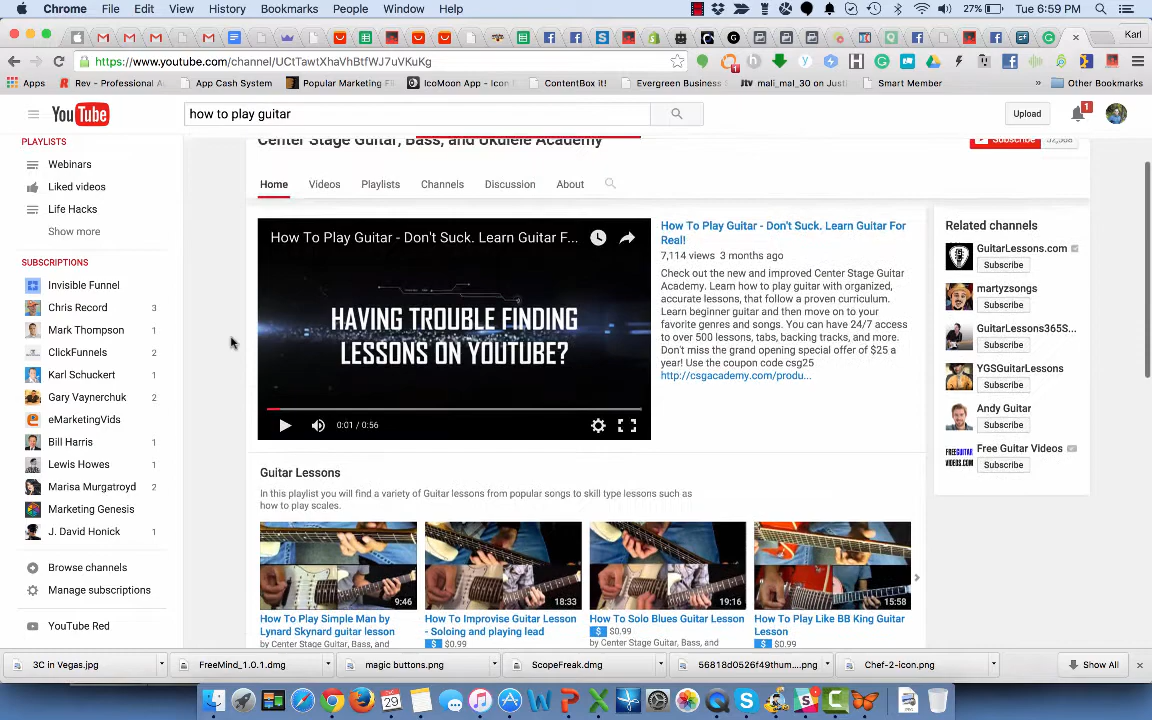 Chrome File Edit View History Bookmarks People Window Help 27% Tue 6:59 PM
Karl
https://www.youtube.com/channel/UCtTawtXhaVhBtfWJ7uVKuKg
Apps Rev - Professional A App Cash System Popular Marketing F IcoMoon App - Icon F ContentBox it! Evergreen Business jtv mali_mal_30 on Justi Smart Member » Other Bookmarks
YouTube how to play guitar Upload 1
PLAYLISTS
Webinars
Liked videos
Life Hacks
Show more
SUBSCRIPTIONS
Invisible Funnel
Chris Record 3
Mark Thompson 1
ClickFunnels 2
Karl Schuckert 1
Gary Vaynerchuk 2
eMarketingVids
Bill Harris 1
Lewis Howes 1
Marisa Murgatroyd 2
Marketing Genesis
J. David Honick 1
Browse channels
Manage subscriptions
YouTube Red
Center Stage Guitar, Bass, and Ukulele Academy
Subscribe
Home Videos Playlists Channels Discussion About
How To Play Guitar - Don't Suck. Learn Guitar F...
HAVING TROUBLE FINDING
LESSONS ON YOUTUBE?
0:01 / 0:56
How To Play Guitar - Don't Suck. Learn Guitar For
Real!
7,114 views 3 months ago
Check out the new and improved Center Stage Guitar
Academy. Learn how to play guitar with organized,
accurate lessons, that follow a proven curriculum.
Learn beginner guitar and then move on to your
favorite genres and songs. You can have 24/7 access
to over 500 lessons, tabs, backing tracks, and more.
Don't miss the grand opening special offer of $25 a
year! Use the coupon code csg25
http://csgacademy.com/produ...
Guitar Lessons
In this playlist you will find a variety of Guitar lessons from popular songs to skill type lessons such as
how to play scales.
9:46 18:33 19:16 15:58
How To Play Simple Man by
Lynard Skynard guitar lesson
by Center Stage Guitar, Bass, and
How To Improvise Guitar Lesson
- Soloing and playing lead
$ $0.99
How To Solo Blues Guitar Lesson
$ $0.99
by Center Stage Guitar, Bass, and
How To Play Like BB King Guitar
Lesson
$ $0.99
Related channels
GuitarLessons.com
Subscribe
martyzsongs
Subscribe
GuitarLessons365S...
Subscribe
YGSGuitarLessons
Subscribe
Andy Guitar
Subscribe
Free Guitar Videos
Subscribe
3C in Vegas.jpg FreeMind_1.0.1.dmg magic buttons.png ScopeFreak.dmg 56818d0526f49thum....png Chef-2-icon.png Show All